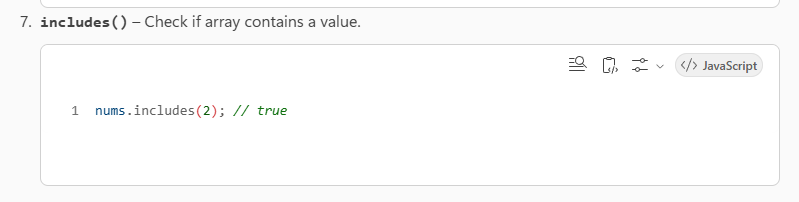 7. includes() – Check if array contains a value.
</> JavaScript
1 nums.includes(2); // true